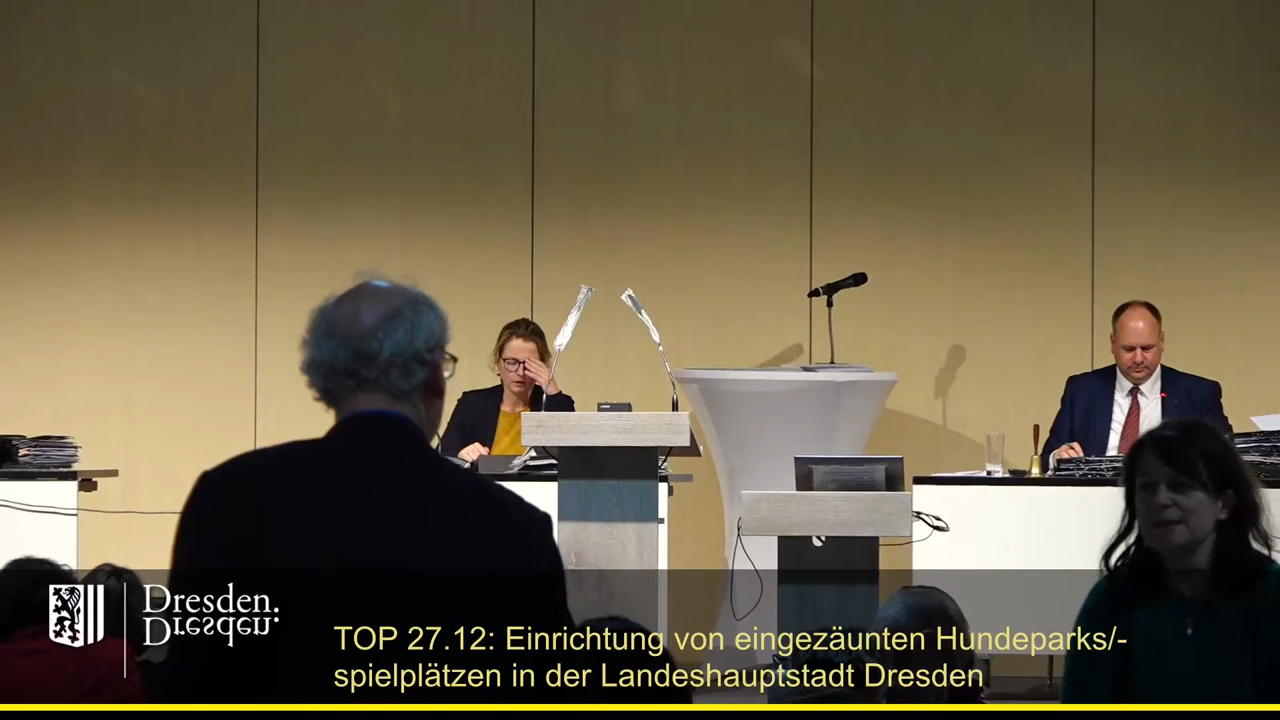 Dresden.
Dresden.
TOP 27.12: Einrichtung von eingezäunten Hundeparks/-
spielplätzen in der Landeshauptstadt Dresden